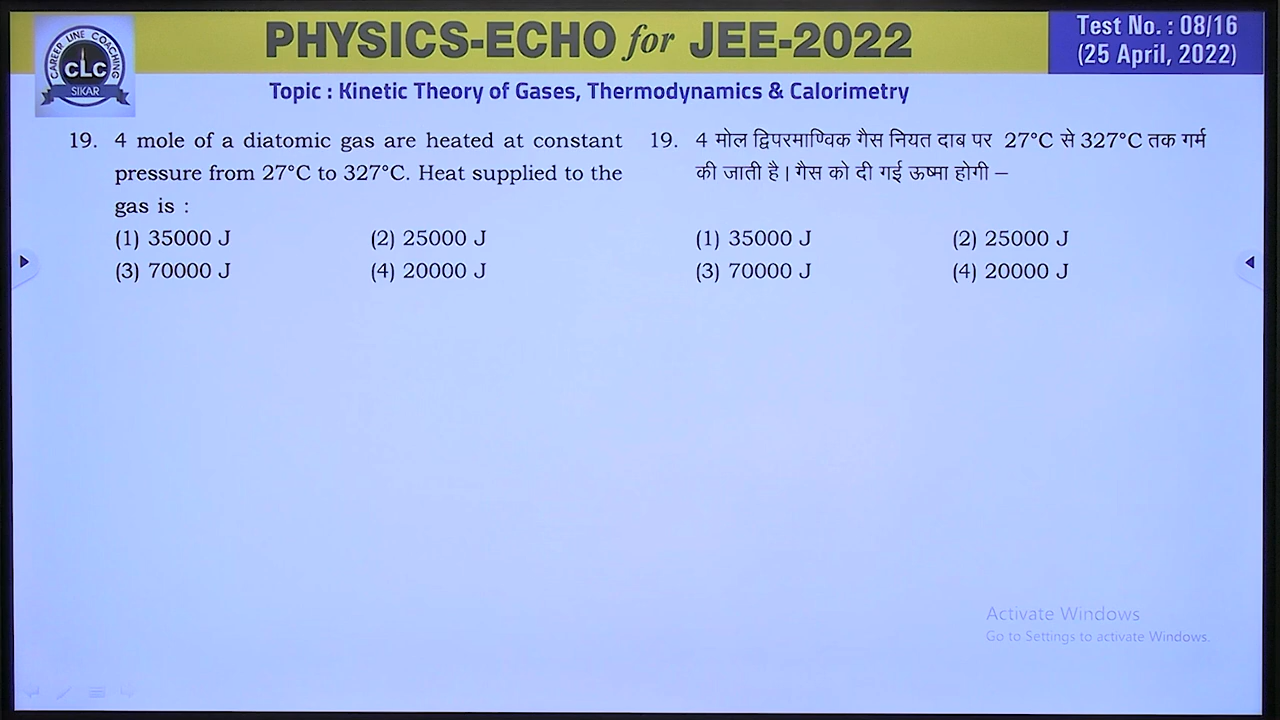 PHYSICS-ECHO for JEE-2022
Test No. : 08/16
(25 April, 2022)
CAREER LINE COACHING
CLC
SIKAR
Topic : Kinetic Theory of Gases, Thermodynamics & Calorimetry
19. 4 mole of a diatomic gas are heated at constant
pressure from 27°C to 327°C. Heat supplied to the
gas is :
(1) 35000 J (2) 25000 J
(3) 70000 J (4) 20000 J
19. 4 मोल द्विपरमाण्विक गैस नियत दाब पर 27°C से 327°C तक गर्म
की जाती है। गैस को दी गई ऊष्मा होगी –
(1) 35000 J (2) 25000 J
(3) 70000 J (4) 20000 J
Activate Windows
Go to Settings to activate Windows.